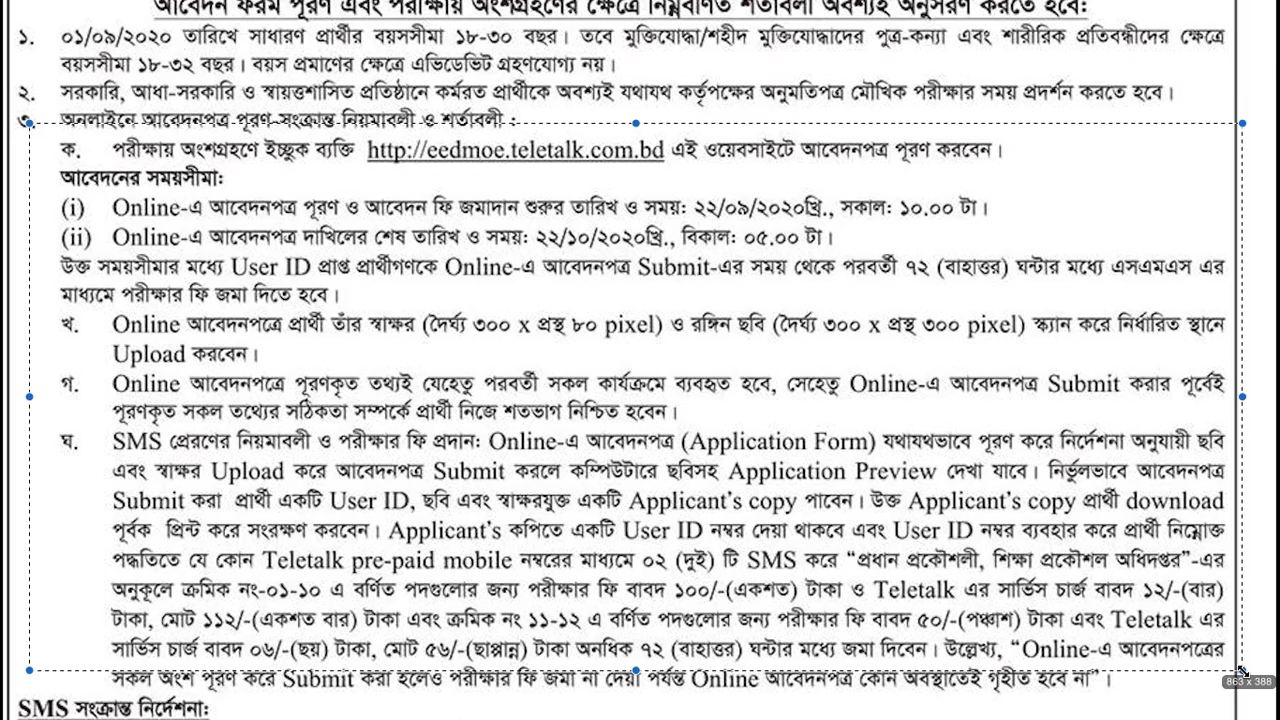 আবেদন ফরম পূরণ এবং পরীক্ষায় অংশগ্রহণের ক্ষেত্রে নিম্নবর্ণিত শর্তাবলী অবশ্যই অনুসরণ করতে হবে:
১. ০১/০৯/২০২০ তারিখে সাধারণ প্রার্থীর বয়সসীমা ১৮-৩০ বছর। তবে মুক্তিযোদ্ধা/শহীদ মুক্তিযোদ্ধাদের পুত্র-কন্যা এবং শারীরিক প্রতিবন্ধীদের ক্ষেত্রে
বয়সসীমা ১৮-৩২ বছর। বয়স প্রমাণের ক্ষেত্রে এভিডেভিট গ্রহণযোগ্য নয়।
২. সরকারি, আধা-সরকারি ও স্বায়ত্তশাসিত প্রতিষ্ঠানে কর্মরত প্রার্থীকে অবশ্যই যথাযথ কর্তৃপক্ষের অনুমতিপত্র মৌখিক পরীক্ষার সময় প্রদর্শন করতে হবে।
৩. অনলাইনে আবেদনপত্র পূরণ-সংক্রান্ত নিয়মাবলী ও শর্তাবলী :
ক. পরীক্ষায় অংশগ্রহণে ইচ্ছুক ব্যক্তি http://eedmoe.teletalk.com.bd এই ওয়েবসাইটে আবেদনপত্র পূরণ করবেন।
আবেদনের সময়সীমা:
(i) Online-এ আবেদনপত্র পূরণ ও আবেদন ফি জমাদান শুরুর তারিখ ও সময়: ২২/০৯/২০২০খ্রি., সকাল: ১০.০০ টা।
(ii) Online-এ আবেদনপত্র দাখিলের শেষ তারিখ ও সময়: ২২/১০/২০২০খ্রি., বিকাল: ০৫.০০ টা।
উক্ত সময়সীমার মধ্যে User ID প্রাপ্ত প্রার্থীগণকে Online-এ আবেদনপত্র Submit-এর সময় থেকে পরবর্তী ৭২ (বাহাত্তর) ঘন্টার মধ্যে এসএমএস এর
মাধ্যমে পরীক্ষার ফি জমা দিতে হবে।
খ. Online আবেদনপত্রে প্রার্থী তাঁর স্বাক্ষর (দৈর্ঘ্য ৩০০ x প্রস্থ ৮০ pixel) ও রঙ্গিন ছবি (দৈর্ঘ্য ৩০০ x প্রস্থ ৩০০ pixel) স্ক্যান করে নির্ধারিত স্থানে
Upload করবেন।
গ. Online আবেদনপত্রে পূরণকৃত তথ্যই যেহেতু পরবর্তী সকল কার্যক্রমে ব্যবহৃত হবে, সেহেতু Online-এ আবেদনপত্র Submit করার পূর্বেই
পূরণকৃত সকল তথ্যের সঠিকতা সম্পর্কে প্রার্থী নিজে শতভাগ নিশ্চিত হবেন।
ঘ. SMS প্রেরণের নিয়মাবলী ও পরীক্ষার ফি প্রদান: Online-এ আবেদনপত্র (Application Form) যথাযথভাবে পূরণ করে নির্দেশনা অনুযায়ী ছবি
এবং স্বাক্ষর Upload করে আবেদনপত্র Submit করলে কম্পিউটারে ছবিসহ Application Preview দেখা যাবে। নির্ভুলভাবে আবেদনপত্র
Submit করা প্রার্থী একটি User ID, ছবি এবং স্বাক্ষরযুক্ত একটি Applicant's copy পাবেন। উক্ত Applicant's copy প্রার্থী download
পূর্বক প্রিন্ট করে সংরক্ষণ করবেন। Applicant's কপিতে একটি User ID নম্বর দেয়া থাকবে এবং User ID নম্বর ব্যবহার করে প্রার্থী নিম্নোক্ত
পদ্ধতিতে যে কোন Teletalk pre-paid mobile নম্বরের মাধ্যমে ০২ (দুই) টি SMS করে “প্রধান প্রকৌশলী, শিক্ষা প্রকৌশল অধিদপ্তর”-এর
অনুকূলে ক্রমিক নং-০১-১০ এ বর্ণিত পদগুলোর জন্য পরীক্ষার ফি বাবদ ১০০/-(একশত) টাকা ও Teletalk এর সার্ভিস চার্জ বাবদ ১২/-(বার)
টাকা, মোট ১১২/-(একশত বার) টাকা এবং ক্রমিক নং ১১-১২ এ বর্ণিত পদগুলোর জন্য পরীক্ষার ফি বাবদ ৫০/-(পঞ্চাশ) টাকা এবং Teletalk এর
সার্ভিস চার্জ বাবদ ০৬/-(ছয়) টাকা, মোট ৫৬/-(ছাপ্পান্ন) টাকা অনধিক ৭২ (বাহাত্তর) ঘন্টার মধ্যে জমা দিবেন। উল্লেখ্য, “Online-এ আবেদনপত্রের
সকল অংশ পূরণ করে Submit করা হলেও পরীক্ষার ফি জমা না দেয়া পর্যন্ত Online আবেদনপত্র কোন অবস্থাতেই গৃহীত হবে না”।
863 x 388
SMS সংক্রান্ত নির্দেশনা: